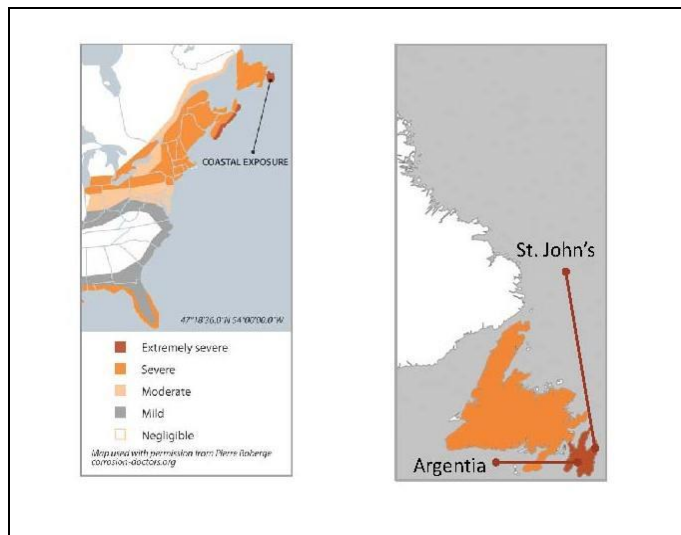 COASTAL EXPOSURE
47°18'26.0"N 54°00'00.0"W
Extremely severe
Severe
Moderate
Mild
Negligible
Map used with permission from Pierre Roberge
corrosion-doctors.org
St. John's
Argentia